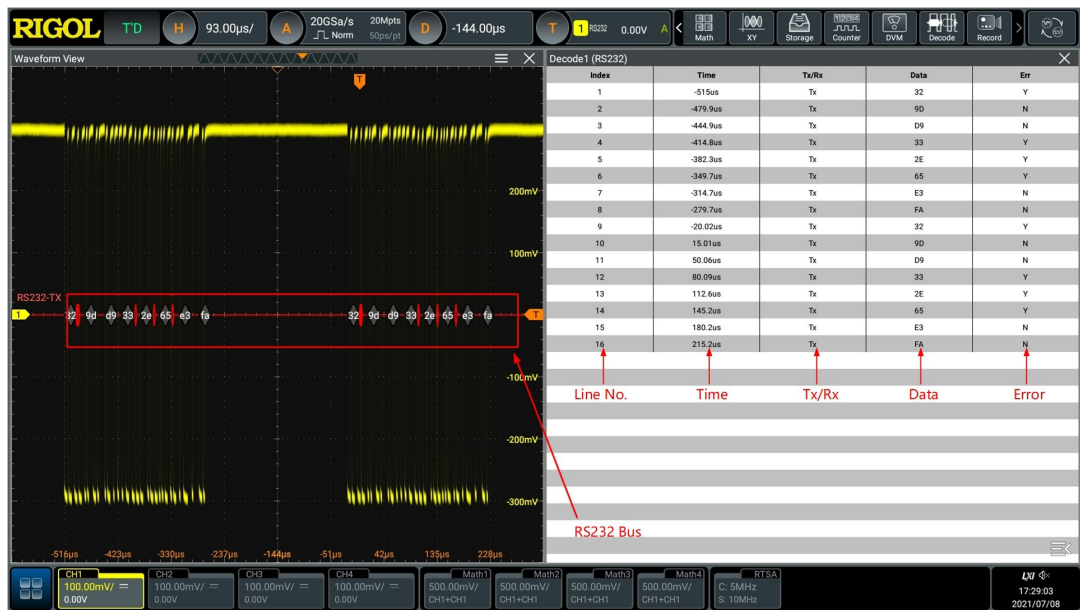 RIGOL T'D H 93.00μs/ A 20GSa/s 20Mpts D -144.00μs T 1 RS232 0.00V A Math XY Storage Counter DVM Decode Record
Norm 50ps/pt
Waveform View
Decode1 (RS232)
Index Time Tx/Rx Data Err
1 -515us Tx 32 Y
2 -479.9us Tx 9D N
3 -444.9us Tx D9 N
4 -414.8us Tx 33 Y
5 -382.3us Tx 2E Y
6 -349.7us Tx 65 Y
7 -314.7us Tx E3 N
8 -279.7us Tx FA N
9 -20.02us Tx 32 Y
10 15.01us Tx 9D N
11 50.06us Tx D9 N
12 80.09us Tx 33 Y
13 112.6us Tx 2E Y
14 145.2us Tx 65 Y
15 180.2us Tx E3 N
16 215.2us Tx FA N
Line No. Time Tx/Rx Data Error
T
200mV
100mV
RS232-TX
1 32 9d d9 33 2e 65 e3 fa 32 9d d9 33 2e 65 e3 fa T
-100mV
-200mV
-300mV
RS232 Bus
-516μs -423μs -330μs -237μs -144μs -51μs 42μs 135μs 228μs
CH1 CH2 CH3 CH4 Math1 Math2 Math3 Math4 RTSA
100.00mV/ 100.00mV/ 100.00mV/ 100.00mV/ 500.00mV/ 500.00mV/ 500.00mV/ 500.00mV/ C: 5MHz
0.00V 0.00V 0.00V 0.00V CH1+CH1 CH1+CH1 CH1+CH1 CH1+CH1 S: 10MHz
LXI
17:29:03
2021/07/08